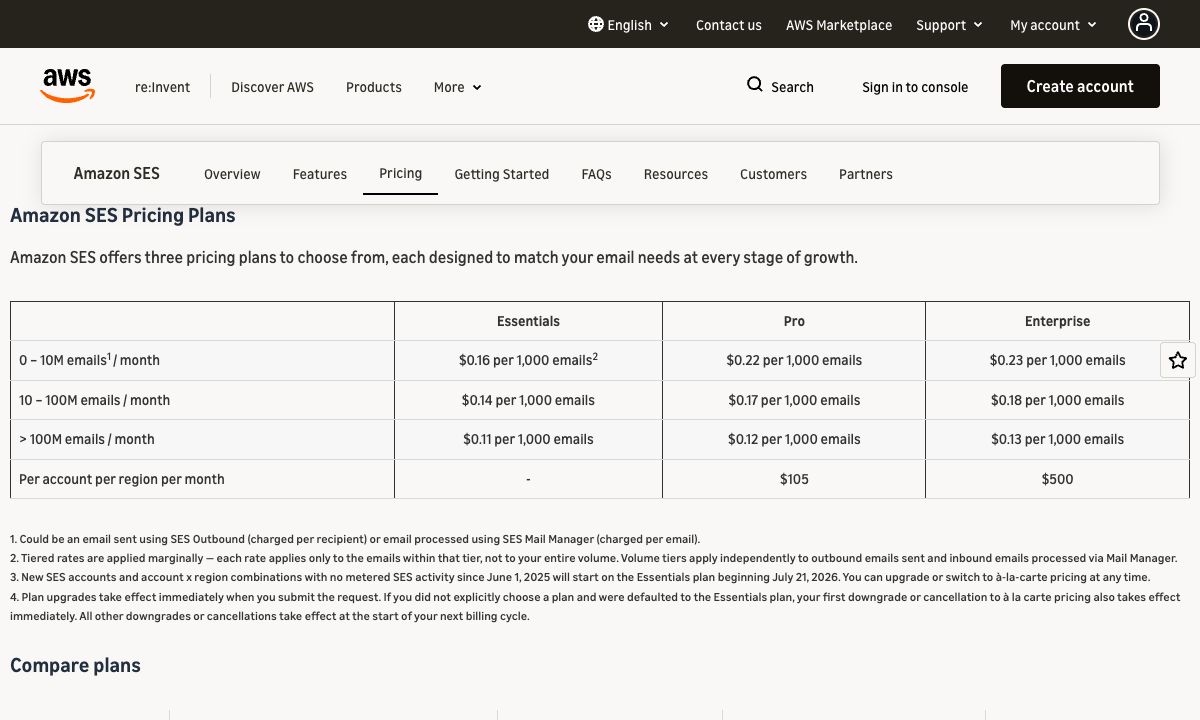 English Contact us AWS Marketplace Support My account
aws re:Invent Discover AWS Products More Search Sign in to console Create account
Amazon SES Overview Features Pricing Getting Started FAQs Resources Customers Partners
Amazon SES Pricing Plans
Amazon SES offers three pricing plans to choose from, each designed to match your email needs at every stage of growth.
Essentials Pro Enterprise
0 – 10M emails1 / month $0.16 per 1,000 emails2 $0.22 per 1,000 emails $0.23 per 1,000 emails
10 – 100M emails / month $0.14 per 1,000 emails $0.17 per 1,000 emails $0.18 per 1,000 emails
> 100M emails / month $0.11 per 1,000 emails $0.12 per 1,000 emails $0.13 per 1,000 emails
Per account per region per month - $105 $500
1. Could be an email sent using SES Outbound (charged per recipient) or email processed using SES Mail Manager (charged per email).
2. Tiered rates are applied marginally — each rate applies only to the emails within that tier, not to your entire volume. Volume tiers apply independently to outbound emails sent and inbound emails processed via Mail Manager.
3. New SES accounts and account x region combinations with no metered SES activity since June 1, 2025 will start on the Essentials plan beginning July 21, 2026. You can upgrade or switch to à-la-carte pricing at any time.
4. Plan upgrades take effect immediately when you submit the request. If you did not explicitly choose a plan and were defaulted to the Essentials plan, your first downgrade or cancellation to à la carte pricing also takes effect
immediately. All other downgrades or cancellations take effect at the start of your next billing cycle.
Compare plans